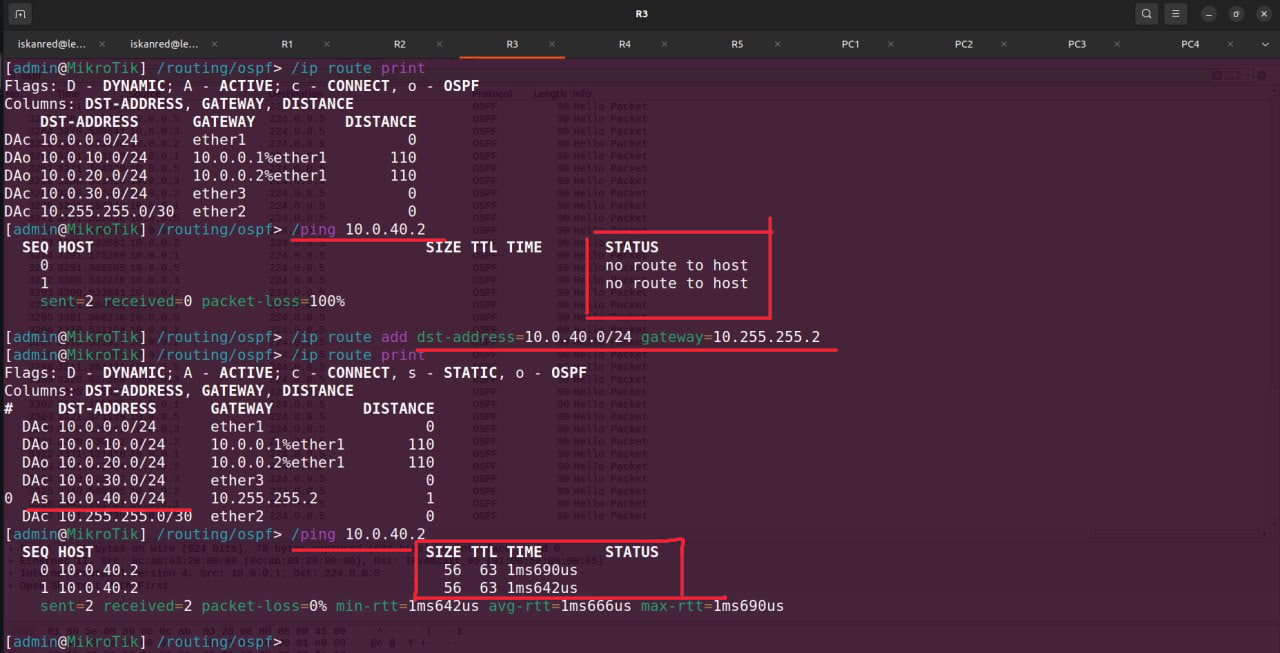 R3
iskanred@le...
iskanred@le...
R1
R2
R3
R4
R5
PC1
PC2
PC3
PC4
[admin@MikroTik] /routing/ospf> /ip route print
Flags: D - DYNAMIC; A - ACTIVE; c - CONNECT, o - OSPF
Columns: DST-ADDRESS, GATEWAY, DISTANCE
DST-ADDRESS GATEWAY DISTANCE
DAc 10.0.0.0/24 ether1 0
DAo 10.0.10.0/24 10.0.0.1%ether1 110
DAo 10.0.20.0/24 10.0.0.2%ether1 110
DAc 10.0.30.0/24 ether3 0
DAc 10.255.255.0/30 ether2 0
[admin@MikroTik] /routing/ospf> /ping 10.0.40.2
SEQ HOST SIZE TTL TIME STATUS
0 no route to host
1 no route to host
sent=2 received=0 packet-loss=100%
[admin@MikroTik] /routing/ospf> /ip route add dst-address=10.0.40.0/24 gateway=10.255.255.2
[admin@MikroTik] /routing/ospf> /ip route print
Flags: D - DYNAMIC; A - ACTIVE; c - CONNECT, s - STATIC, o - OSPF
Columns: DST-ADDRESS, GATEWAY, DISTANCE
# DST-ADDRESS GATEWAY DISTANCE
DAc 10.0.0.0/24 ether1 0
DAo 10.0.10.0/24 10.0.0.1%ether1 110
DAo 10.0.20.0/24 10.0.0.2%ether1 110
DAc 10.0.30.0/24 ether3 0
0 As 10.0.40.0/24 10.255.255.2 1
DAc 10.255.255.0/30 ether2 0
[admin@MikroTik] /routing/ospf> /ping 10.0.40.2
SEQ HOST SIZE TTL TIME STATUS
0 10.0.40.2 56 63 1ms690us
1 10.0.40.2 56 63 1ms642us
sent=2 received=2 packet-loss=0% min-rtt=1ms642us avg-rtt=1ms666us max-rtt=1ms690us
[admin@MikroTik] /routing/ospf>